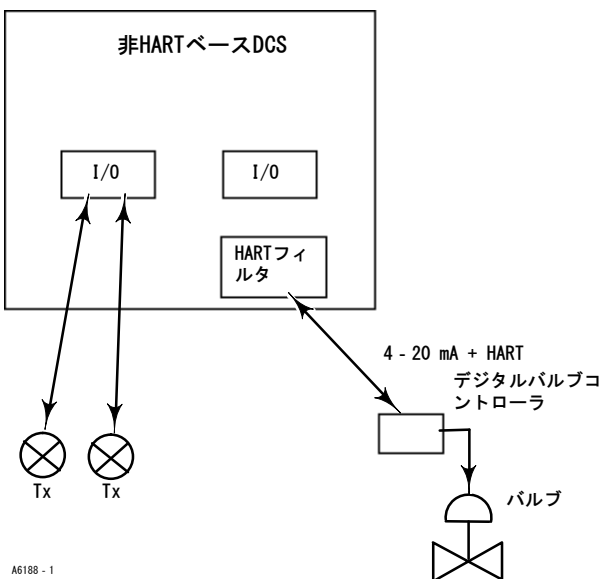 非HARTベースDCS
I/O
I/O
HARTフィ
ルタ
4 - 20 mA + HART
デジタルバルブコ
ントローラ
Tx
Tx
バルブ
A6188 - 1